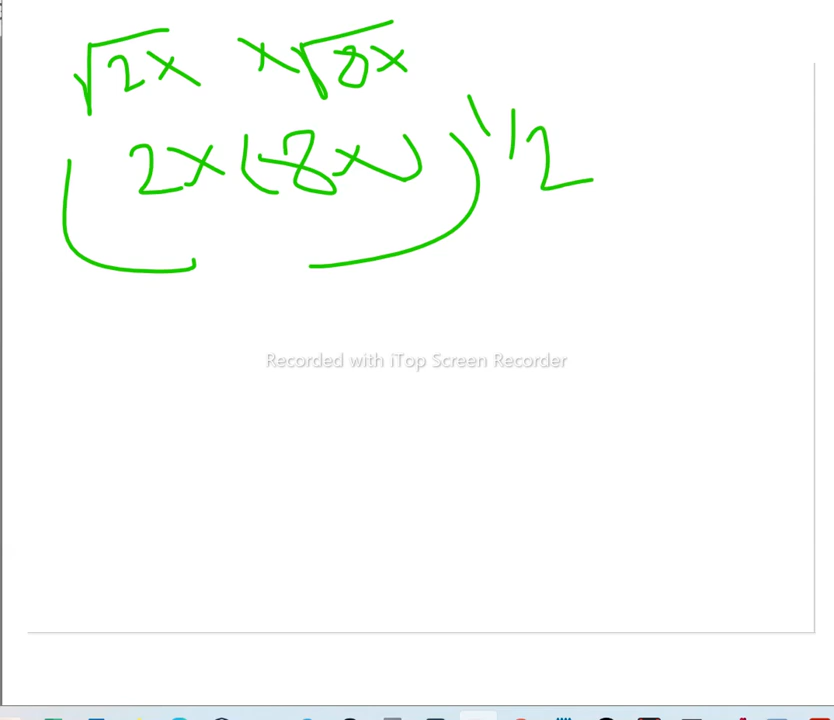 √2x × √8x
(2x(-8x))^1/2
Recorded with iTop Screen Recorder